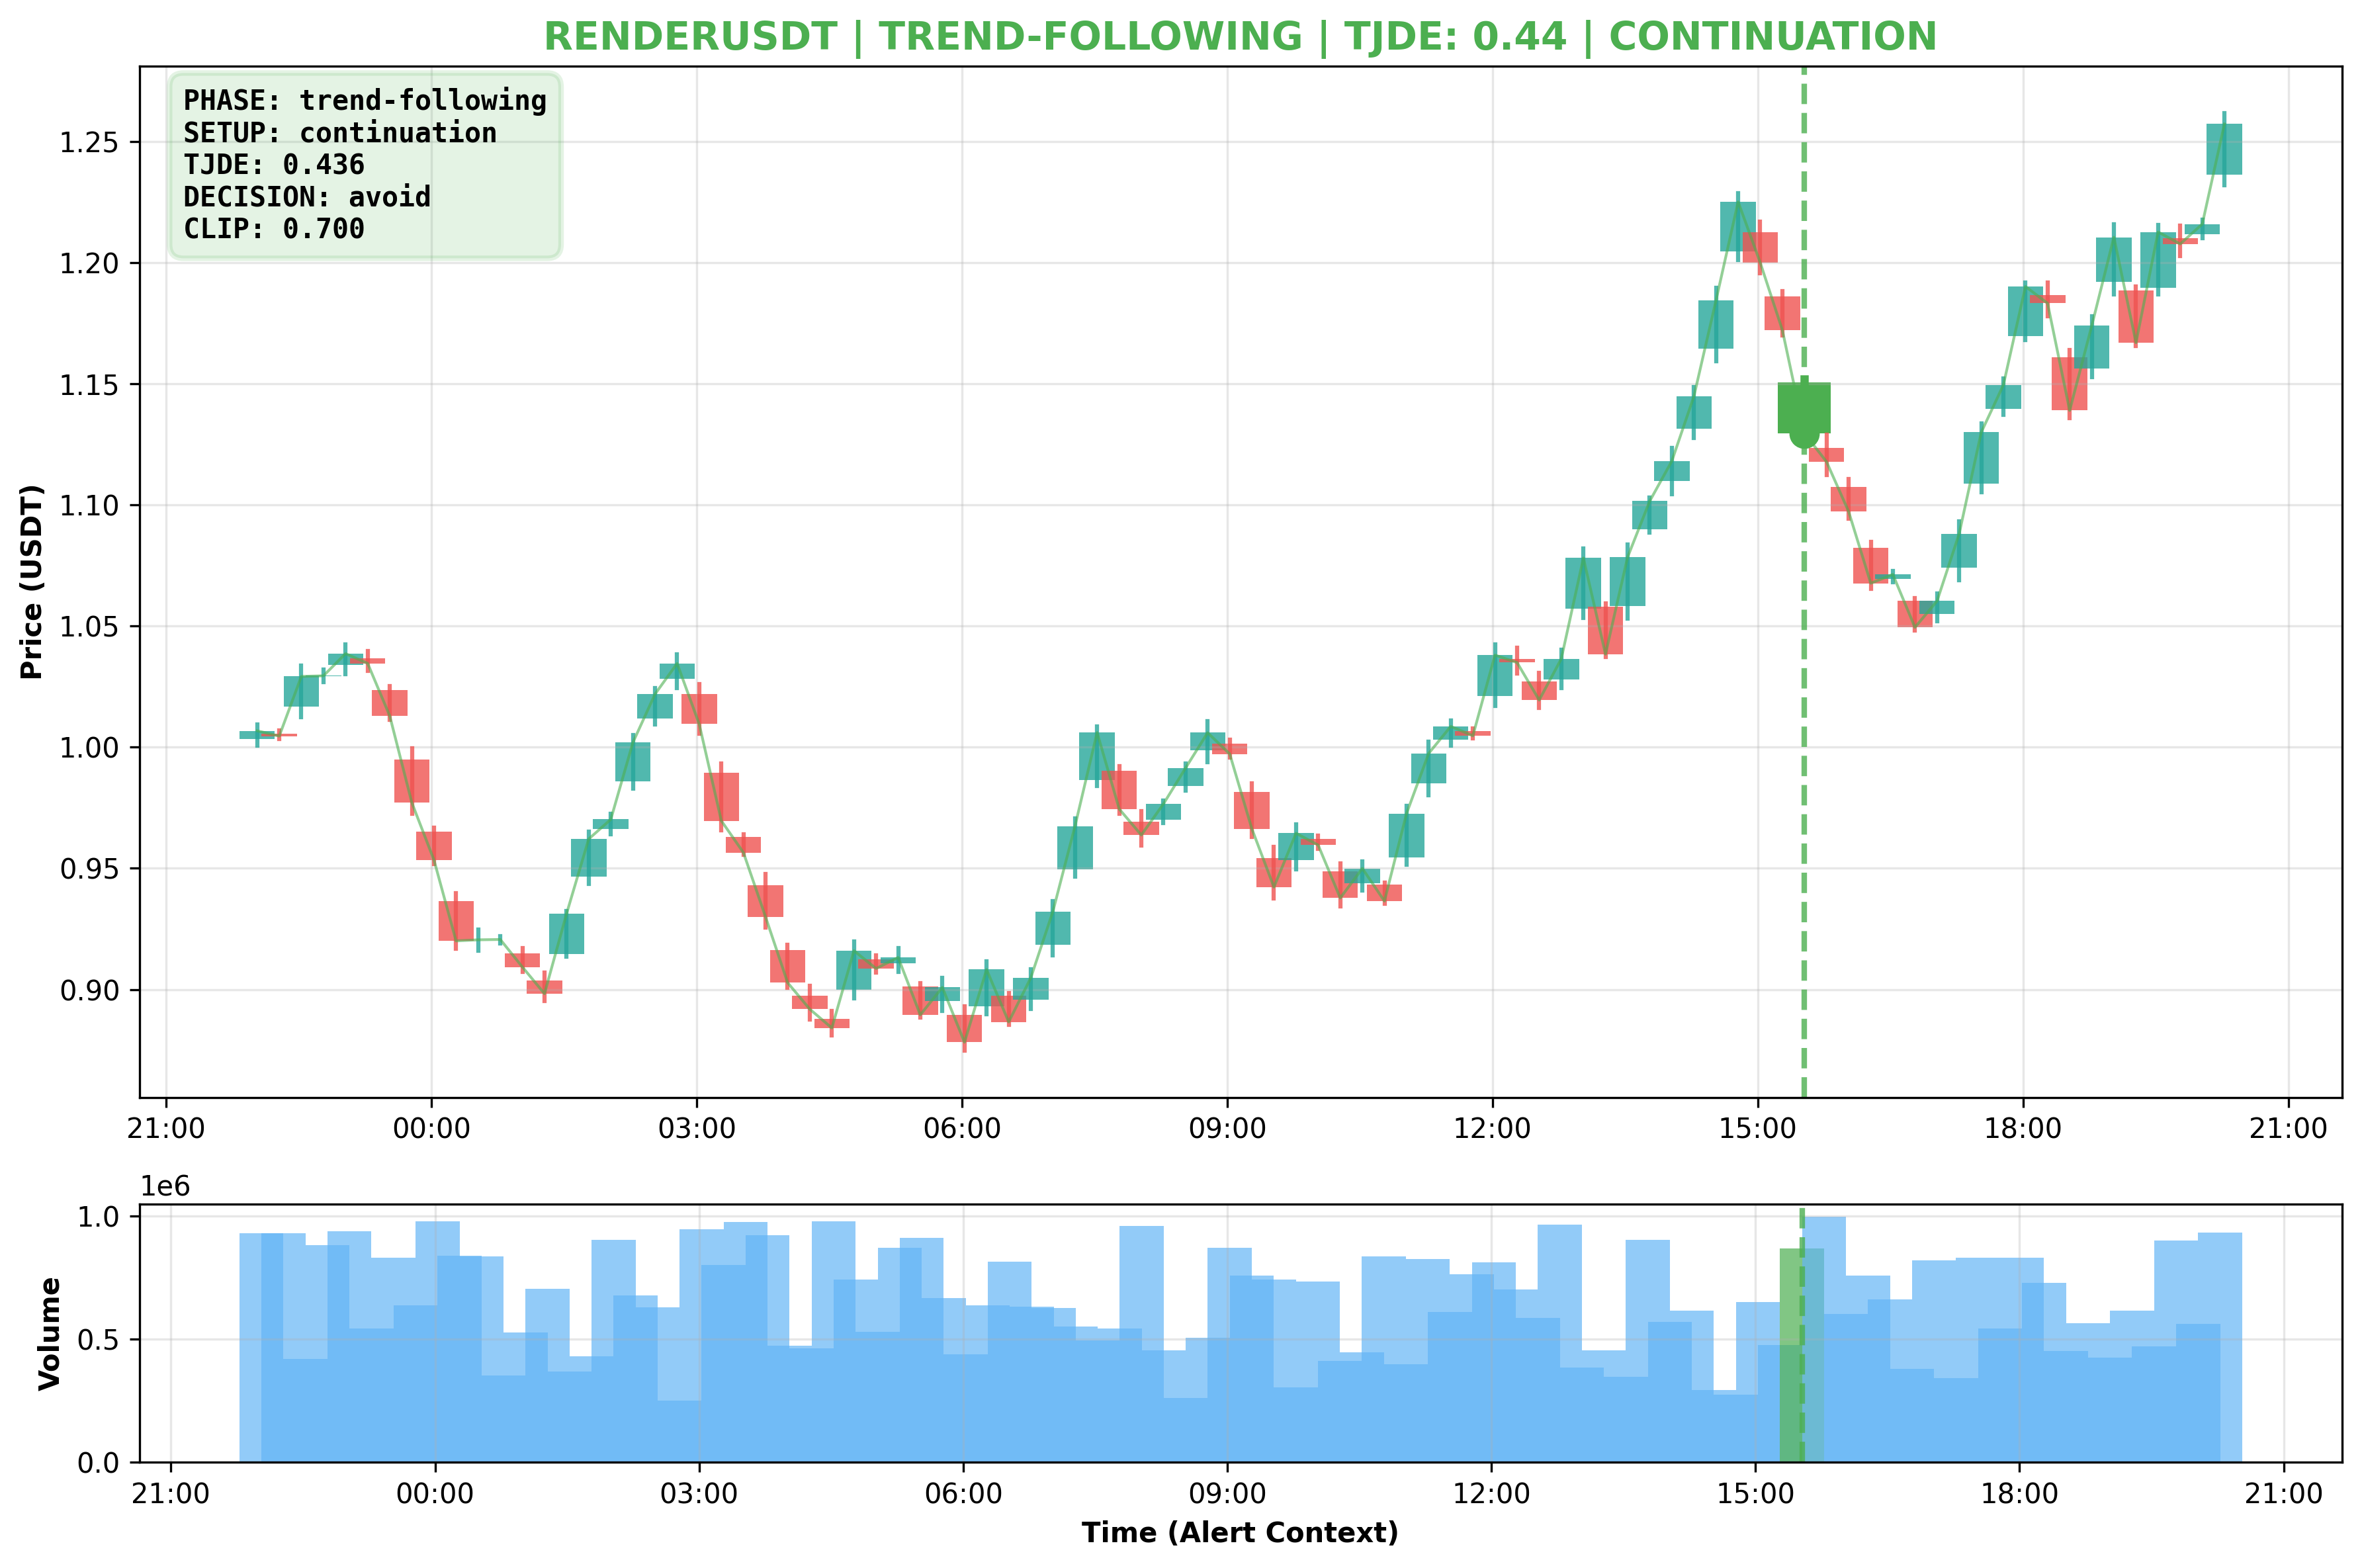 RENDERUSDT | TREND-FOLLOWING | TJDE: 0.44 | CONTINUATION
PHASE: trend-following
SETUP: continuation
TJDE: 0.436
DECISION: avoid
CLIP: 0.700
Price (USDT)
1.25
1.20
1.15
1.10
1.05
1.00
0.95
0.90
21:00 00:00 03:00 06:00 09:00 12:00 15:00 18:00 21:00
1e6
Volume
1.0
0.5
0.0
21:00 00:00 03:00 06:00 09:00 12:00 15:00 18:00 21:00
Time (Alert Context)